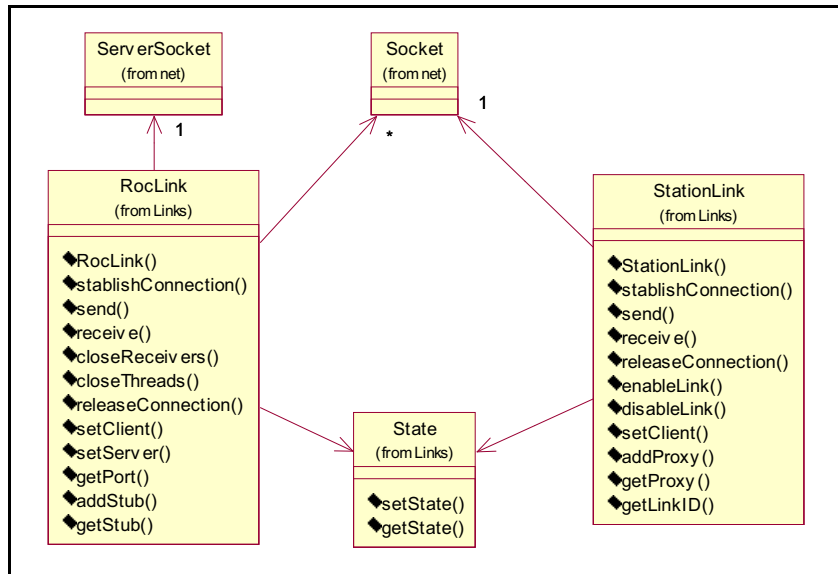 ServerSocket
(from net)
Socket
(from net)
1
*
1
RocLink
(from Links)
RocLink()
stablishConnection()
send()
receive()
closeReceivers()
closeThreads()
releaseConnection()
setClient()
setServer()
getPort()
addStub()
getStub()
State
(from Links)
setState()
getState()
StationLink
(from Links)
StationLink()
stablishConnection()
send()
receive()
releaseConnection()
enableLink()
disableLink()
setClient()
addProxy()
getProxy()
getLinkID()